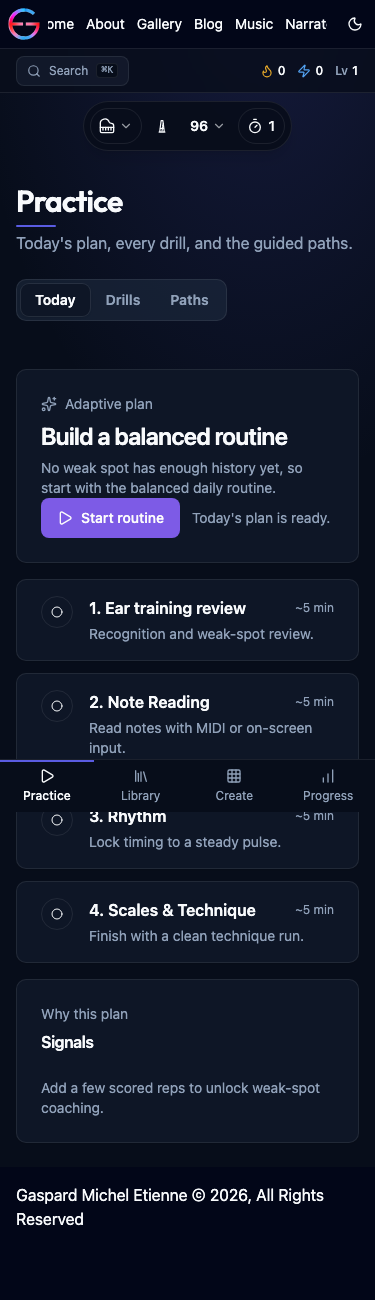 ome About Gallery Blog Music Narrat
Search ⌘K 0 0 Lv 1
96 1
Practice
Today's plan, every drill, and the guided paths.
Today Drills Paths
Adaptive plan
Build a balanced routine
No weak spot has enough history yet, so
start with the balanced daily routine.
Start routine Today's plan is ready.
1. Ear training review ~5 min
Recognition and weak-spot review.
2. Note Reading ~5 min
Read notes with MIDI or on-screen
input.
Practice Library Create Progress
3. Rhythm ~5 min
Lock timing to a steady pulse.
4. Scales & Technique ~5 min
Finish with a clean technique run.
Why this plan
Signals
Add a few scored reps to unlock weak-spot
coaching.
Gaspard Michel Etienne © 2026, All Rights
Reserved